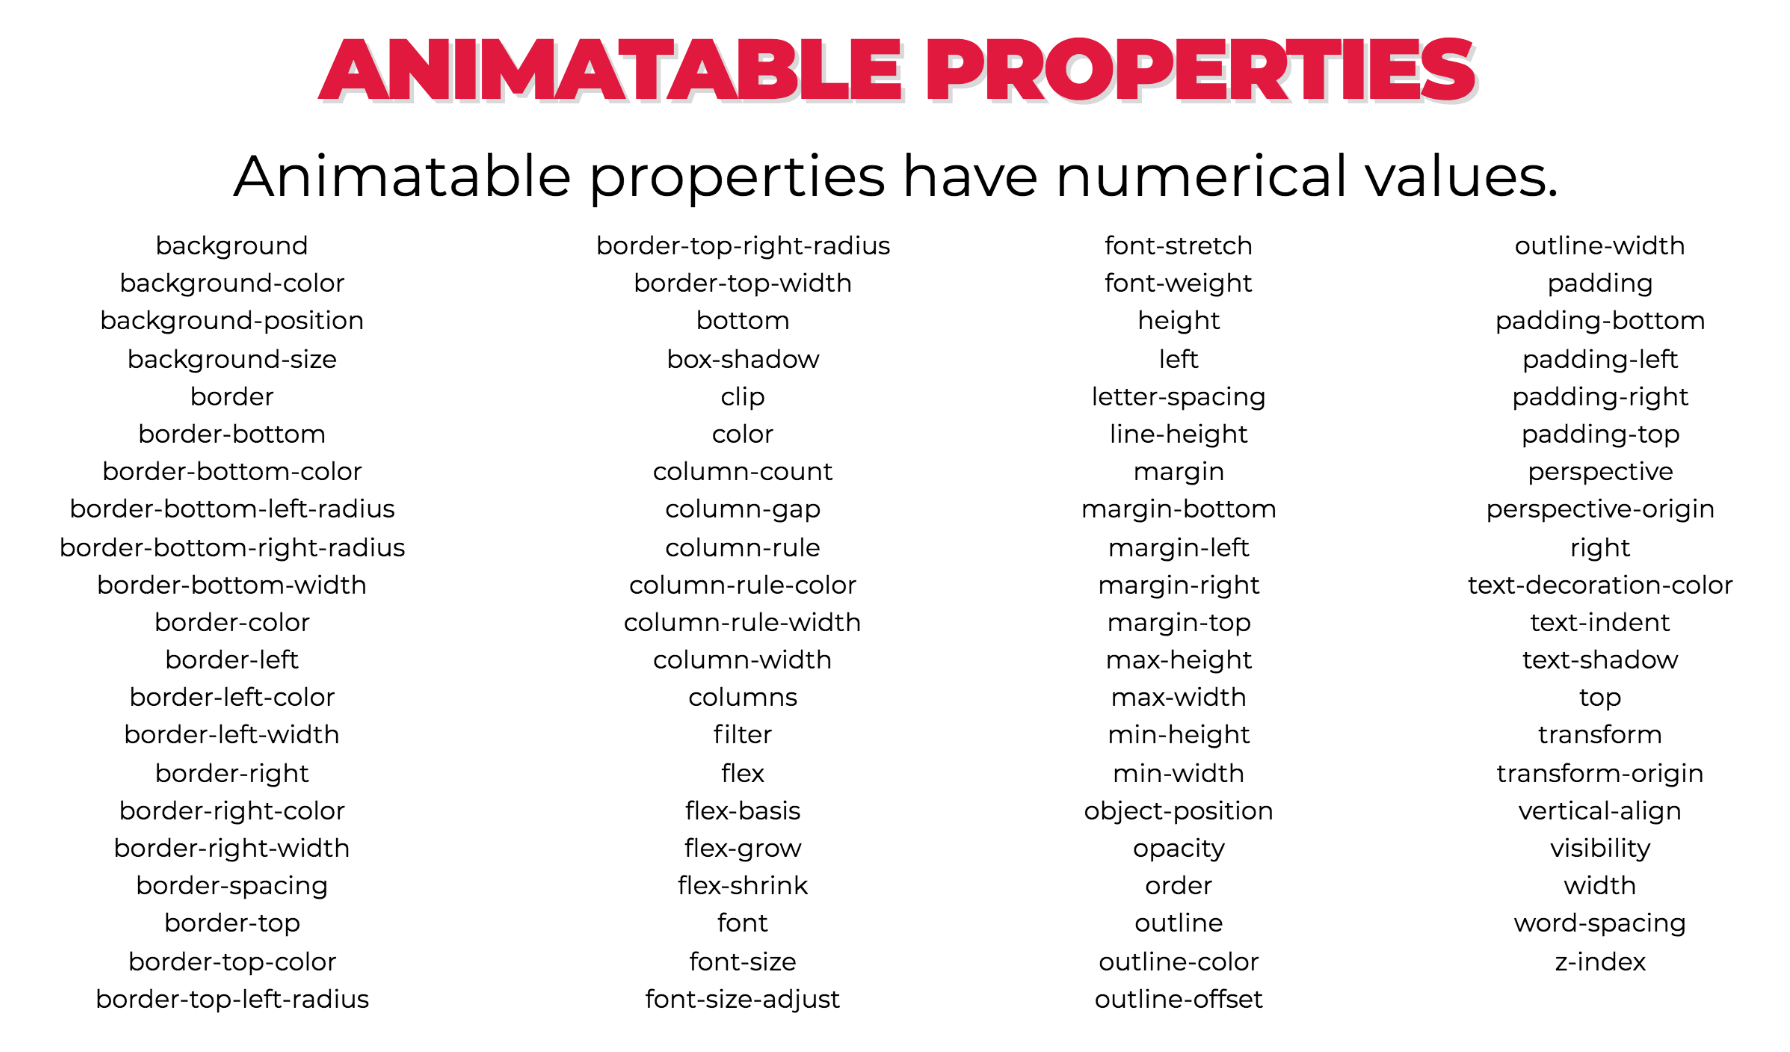 ANIMATABLE PROPERTIES
Animatable properties have numerical values.
background
background-color
background-position
background-size
border
border-bottom
border-bottom-color
border-bottom-left-radius
border-bottom-right-radius
border-bottom-width
border-color
border-left
border-left-color
border-left-width
border-right
border-right-color
border-right-width
border-spacing
border-top
border-top-color
border-top-left-radius
border-top-right-radius
border-top-width
bottom
box-shadow
clip
color
column-count
column-gap
column-rule
column-rule-color
column-rule-width
column-width
columns
filter
flex
flex-basis
flex-grow
flex-shrink
font
font-size
font-size-adjust
font-stretch
font-weight
height
left
letter-spacing
line-height
margin
margin-bottom
margin-left
margin-right
margin-top
max-height
max-width
min-height
min-width
object-position
opacity
order
outline
outline-color
outline-offset
outline-width
padding
padding-bottom
padding-left
padding-right
padding-top
perspective
perspective-origin
right
text-decoration-color
text-indent
text-shadow
top
transform
transform-origin
vertical-align
visibility
width
word-spacing
z-index